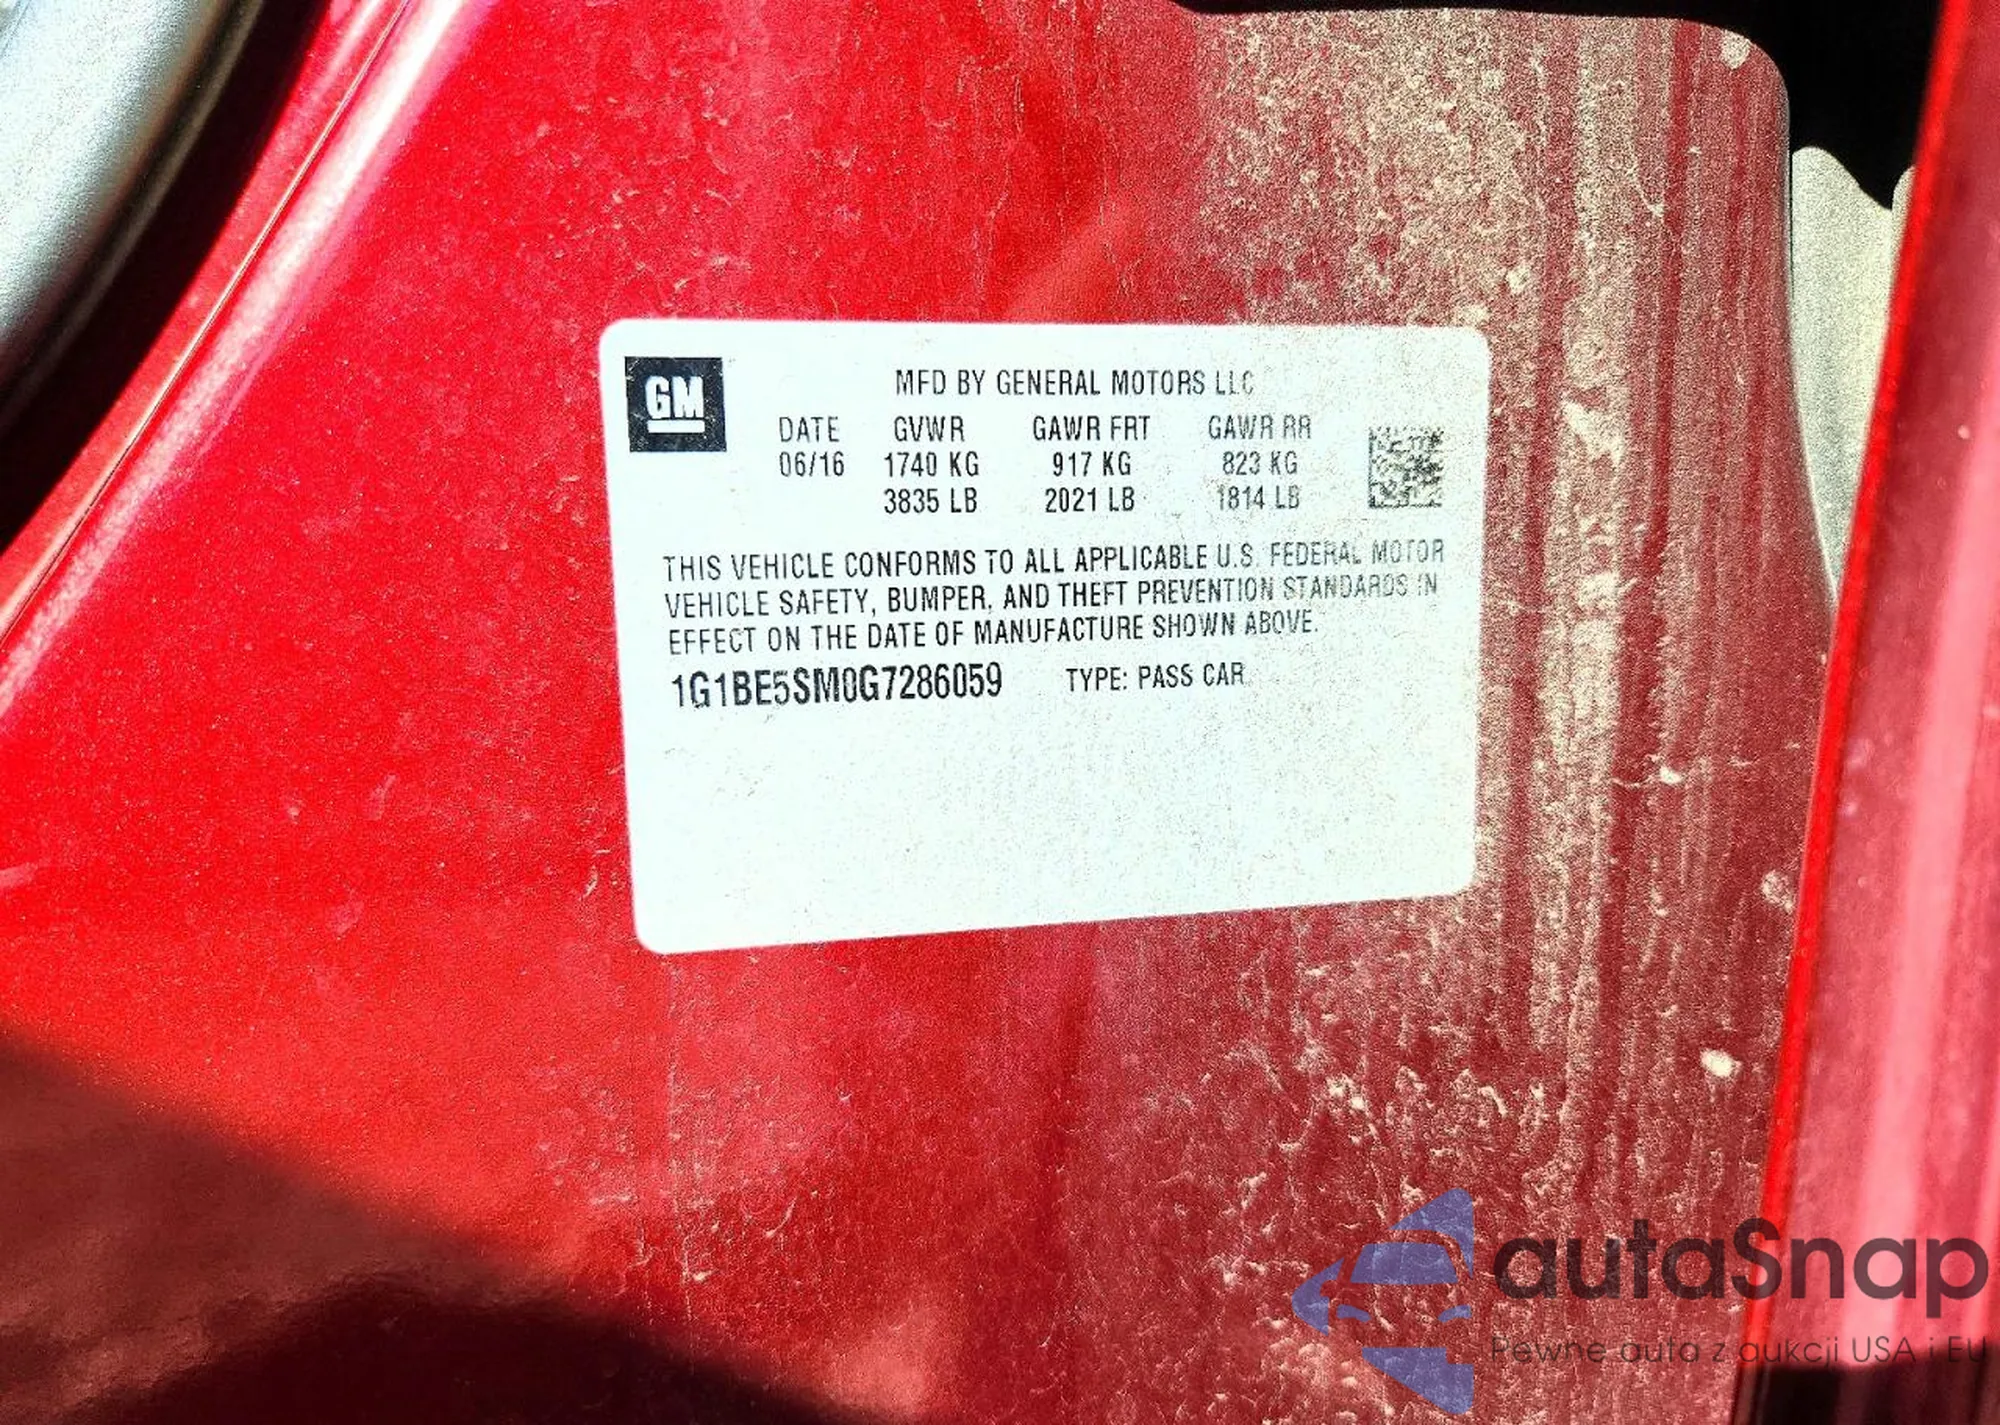 GM
MFD BY GENERAL MOTORS LLC
DATE GVWR GAWR FRT GAWR RR
06/16 1740 KG 917 KG 823 KG
3835 LB 2021 LB 1814 LB
THIS VEHICLE CONFORMS TO ALL APPLICABLE U.S. FEDERAL MOTOR
VEHICLE SAFETY, BUMPER, AND THEFT PREVENTION STANDARDS IN
EFFECT ON THE DATE OF MANUFACTURE SHOWN ABOVE.
1G1BE5SM0G7286059 TYPE: PASS CAR
autaSnap
Pewne auta z aukcji USA i EU